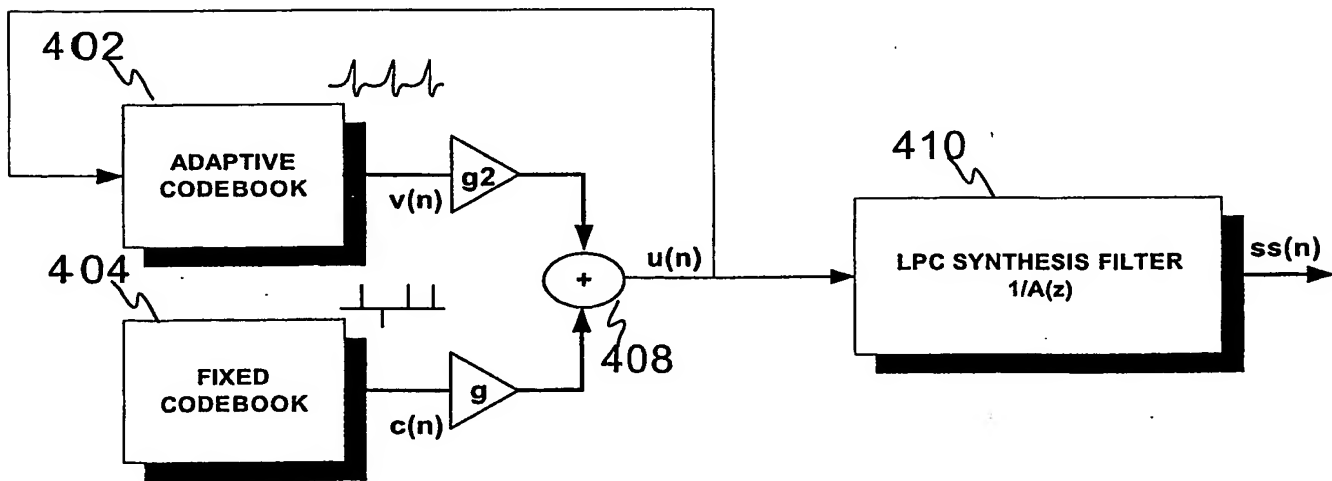 402
ADAPTIVE
CODEBOOK
v(n)
g2
404
FIXED
CODEBOOK
c(n)
g
+
408
u(n)
410
LPC SYNTHESIS FILTER
1/A(z)
ss(n)